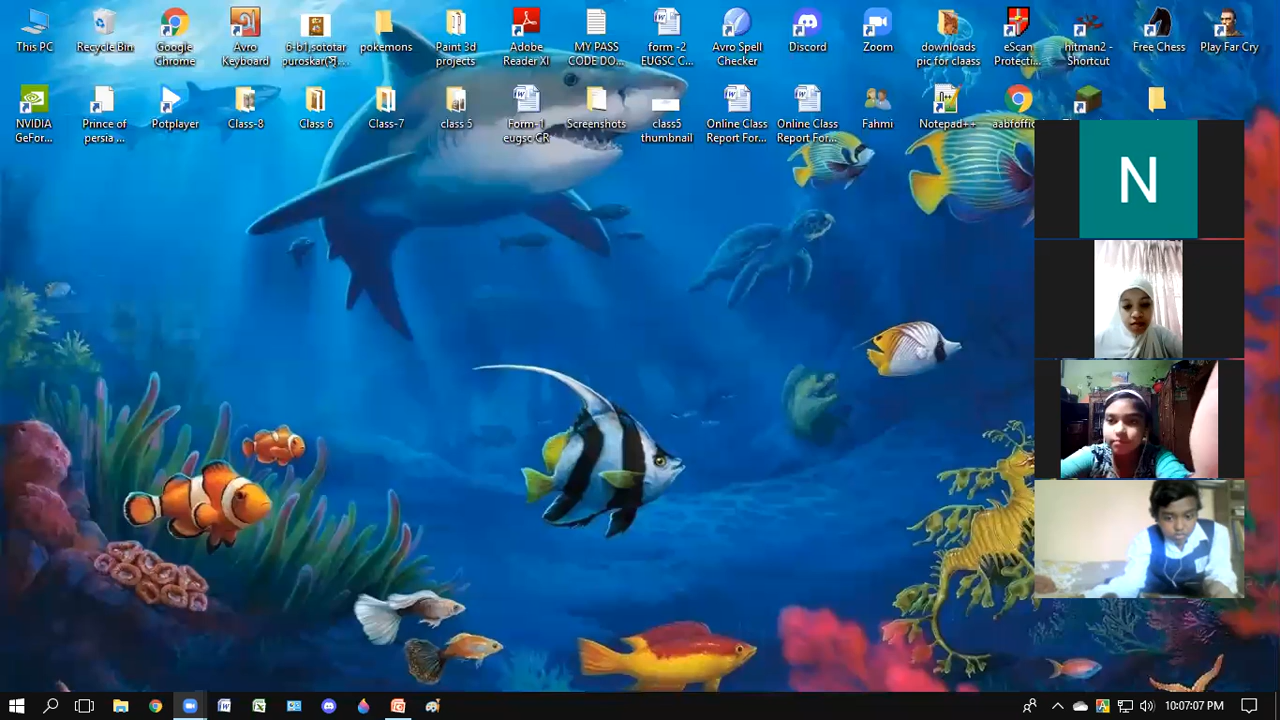 This PC
Recycle Bin
Google
Chrome
Avro
Keyboard
pokemons
Paint 3d
projects
Adobe
Reader XI
MY PASS
CODE DO...
form -2
EUGSC C...
Avro Spell
Checker
Discord
Zoom
downloads
pic for claass
eScan
Protecti...
hitman2 -
Shortcut
Free Chess
Play Far Cry
NVIDIA
GeFor...
Prince of
persia ...
Potplayer
Class-8
Class 6
Class-7
class 5
Form-1
eugsc CR
Screenshots
class5
thumbnail
Online Class
Report For...
Online Class
Report For...
Fahmi
Notepad++
N
10:07:07 PM